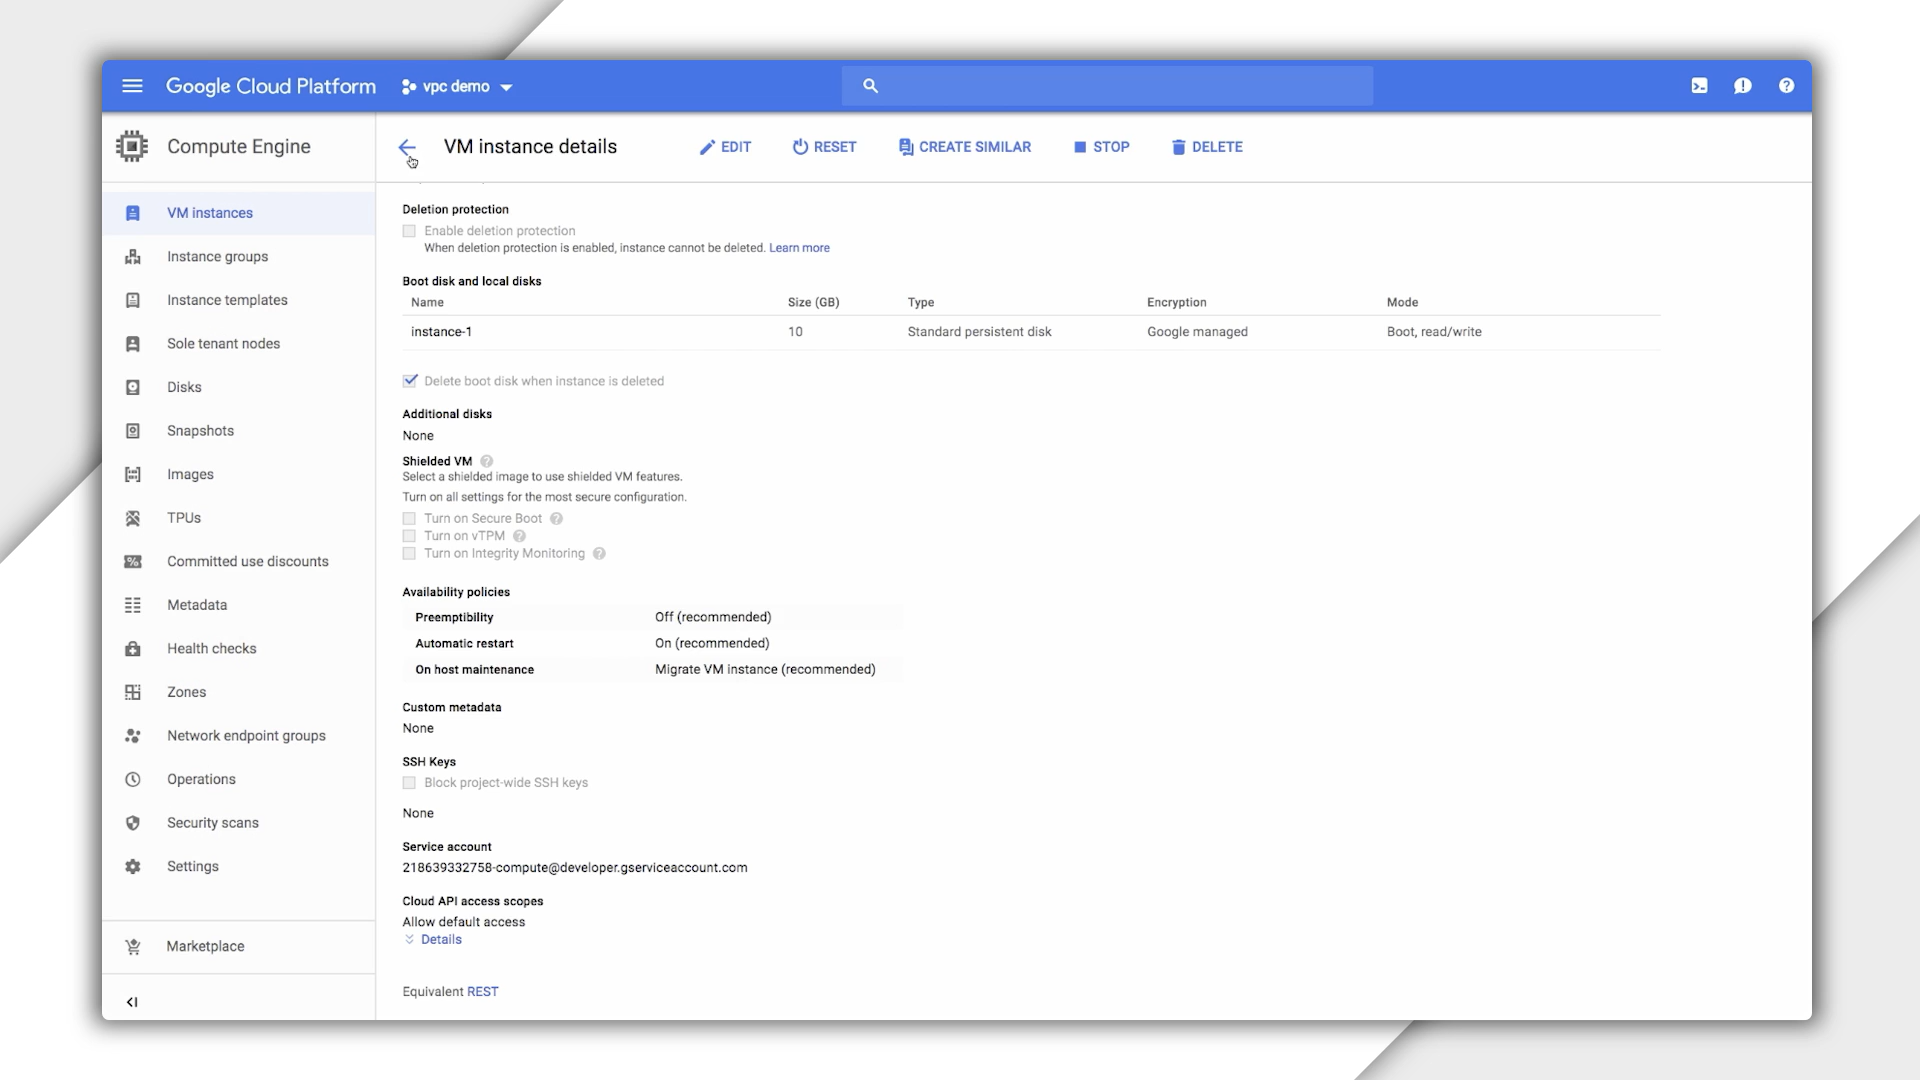 Google Cloud Platform
vpc demo
Compute Engine
VM instance details
EDIT
RESET
CREATE SIMILAR
STOP
DELETE
VM instances
Instance groups
Instance templates
Sole tenant nodes
Disks
Snapshots
Images
TPUs
Committed use discounts
Metadata
Health checks
Zones
Network endpoint groups
Operations
Security scans
Settings
Marketplace
Deletion protection
Enable deletion protection
When deletion protection is enabled, instance cannot be deleted. Learn more
Boot disk and local disks
Name Size (GB) Type Encryption Mode
instance-1 10 Standard persistent disk Google managed Boot, read/write
Delete boot disk when instance is deleted
Additional disks
None
Shielded VM
Select a shielded image to use shielded VM features.
Turn on all settings for the most secure configuration.
Turn on Secure Boot
Turn on vTPM
Turn on Integrity Monitoring
Availability policies
Preemptibility Off (recommended)
Automatic restart On (recommended)
On host maintenance Migrate VM instance (recommended)
Custom metadata
None
SSH Keys
Block project-wide SSH keys
None
Service account
218639332758-compute@developer.gserviceaccount.com
Cloud API access scopes
Allow default access
Details
Equivalent REST